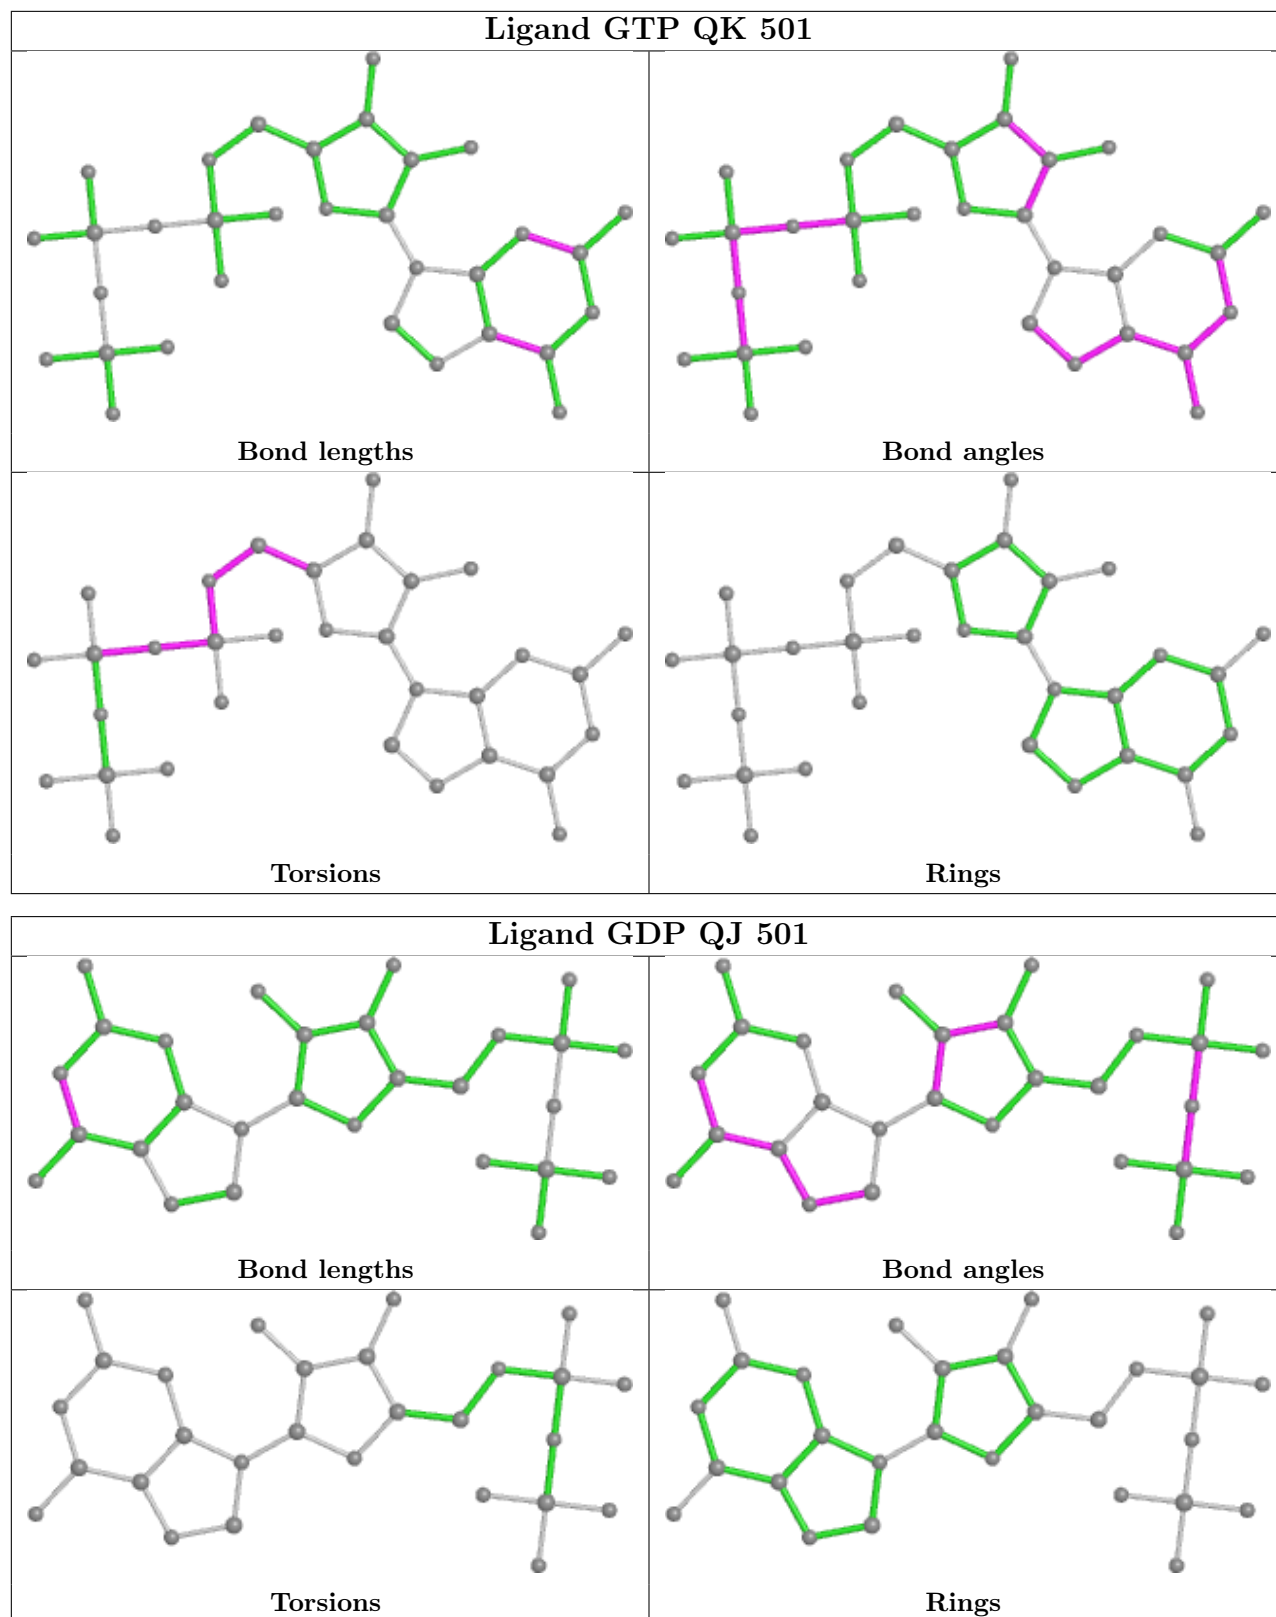 Ligand GTP QK 501
Bond lengths
Bond angles
Torsions
Rings
Ligand GDP QJ 501
Bond lengths
Bond angles
Torsions
Rings